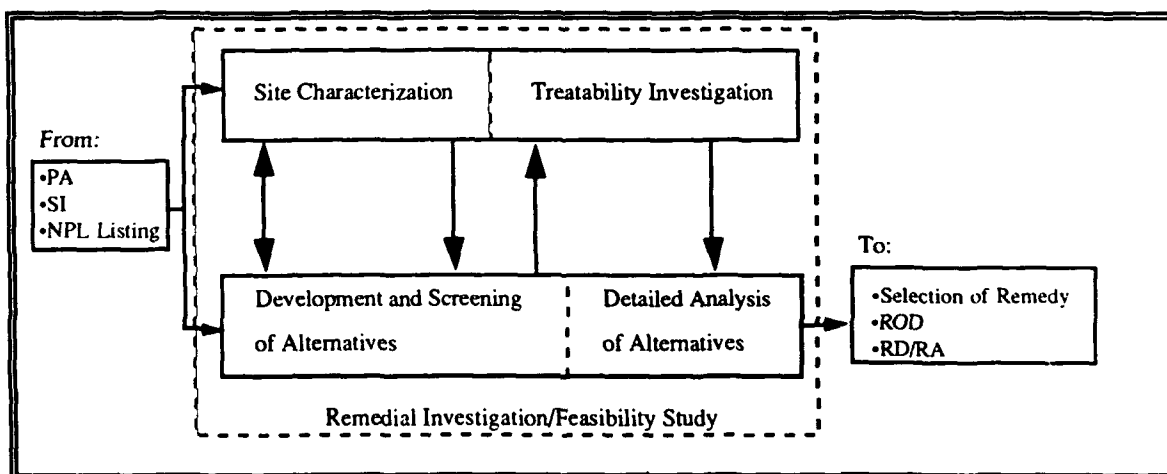 Site Characterization
Treatability Investigation
From:
•PA
•SI
•NPL Listing
Development and Screening
of Alternatives
Detailed Analysis
of Alternatives
To:
•Selection of Remedy
•ROD
•RD/RA
Remedial Investigation/Feasibility Study